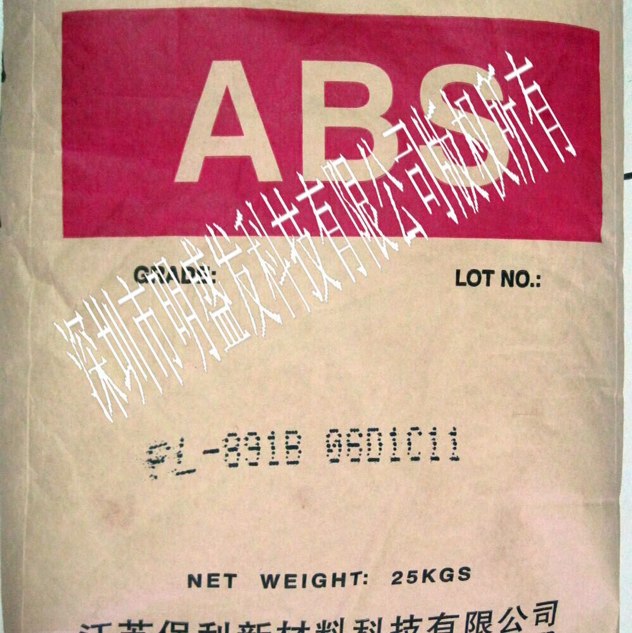 ABS
深圳市明盛发科技有限公司版权所有
GRADE:
LOT NO.:
PL-891B 06D1C11
NET WEIGHT: 25KGS
江苏保利新材料科技有限公司